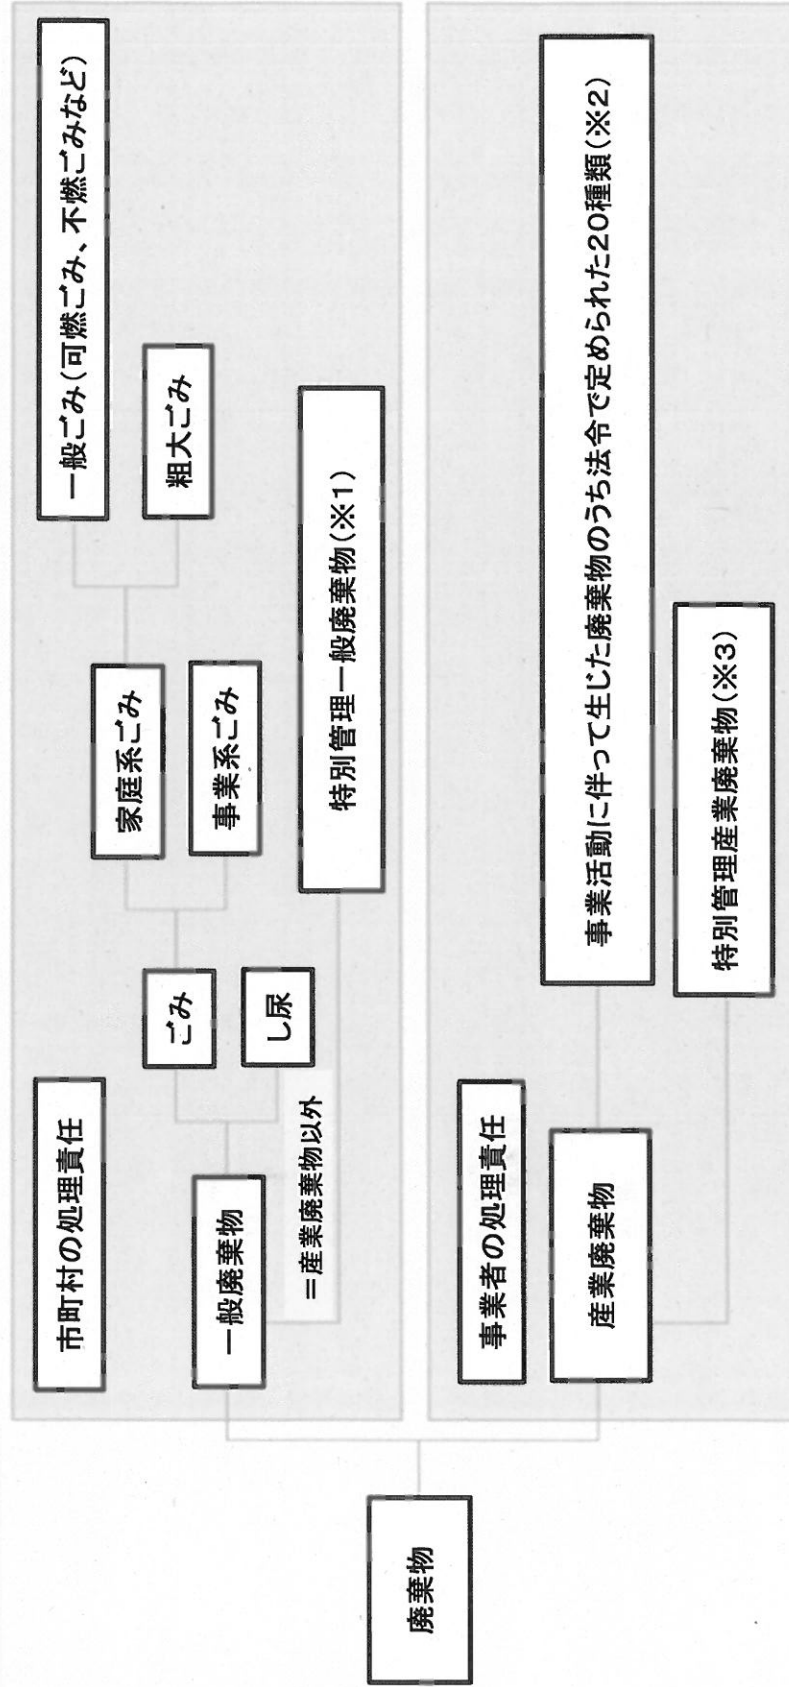 廃棄物
市町村の処理責任
一般廃棄物
=産業廃棄物以外
ごみ
し尿
家庭系ごみ
事業系ごみ
一般ごみ(可燃ごみ、不燃ごみなど)
粗大ごみ
特別管理一般廃棄物(※1)
事業者の処理責任
産業廃棄物
事業活動に伴って生じた廃棄物のうち法令で定められた20種類(※2)
特別管理産業廃棄物(※3)